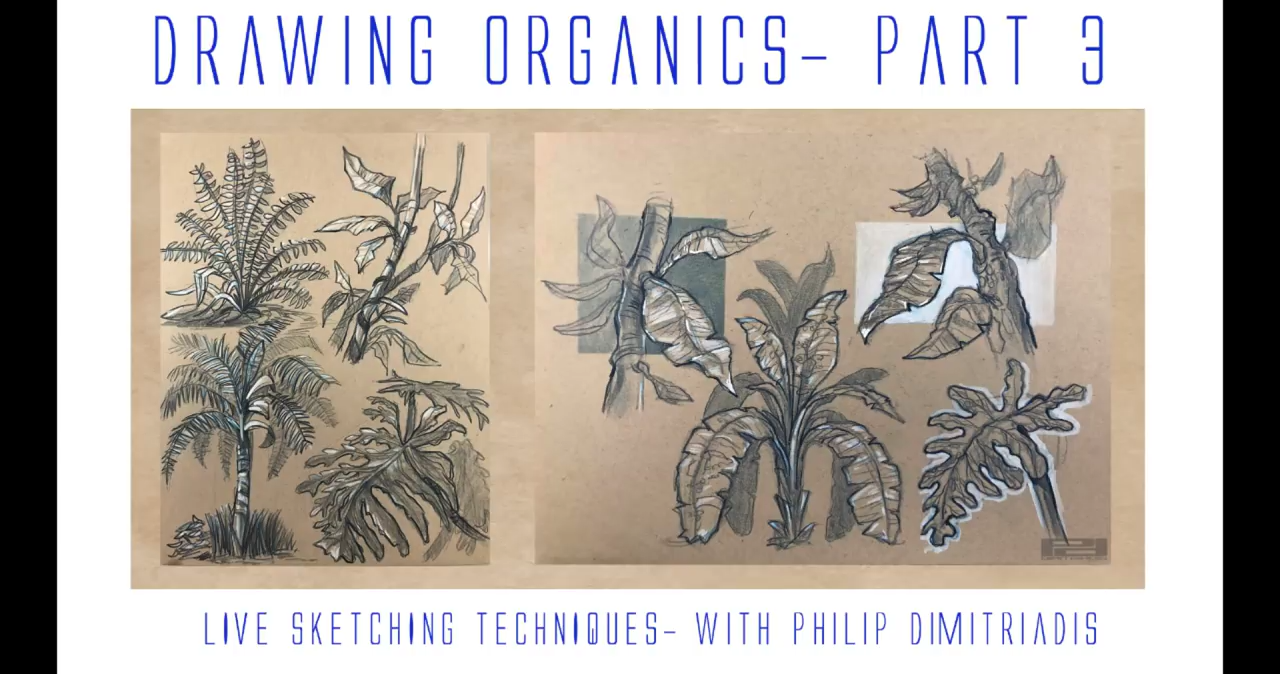 DRAWING ORGANICS- PART 3
LIVE SKETCHING TECHNIQUES- WITH PHILIP DIMITRIADIS